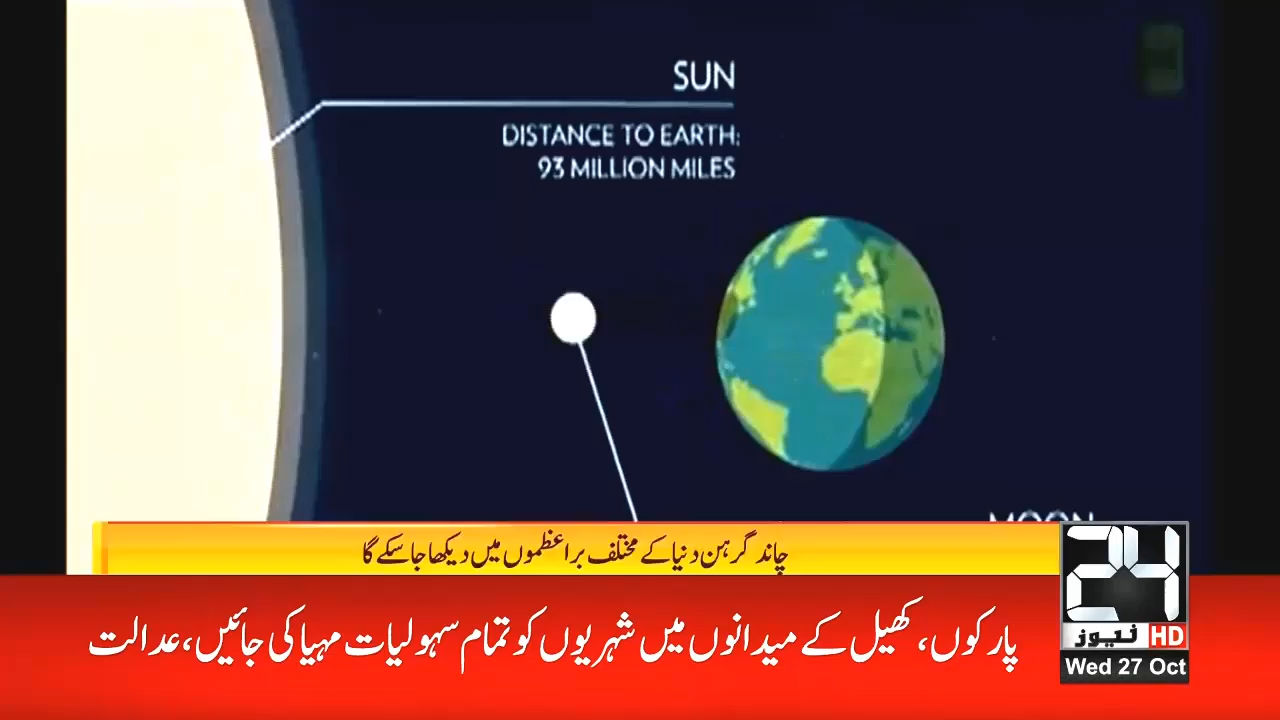 SUN
DISTANCE TO EARTH:
93 MILLION MILES
MOON
چاند گرہن دنیا کے مختلف براعظموں میں دیکھا جاسکے گا
پارکوں، کھیل کے میدانوں میں شہریوں کو تمام سہولیات مہیا کی جائیں، عدالت
24
نیوز HD
Wed 27 Oct